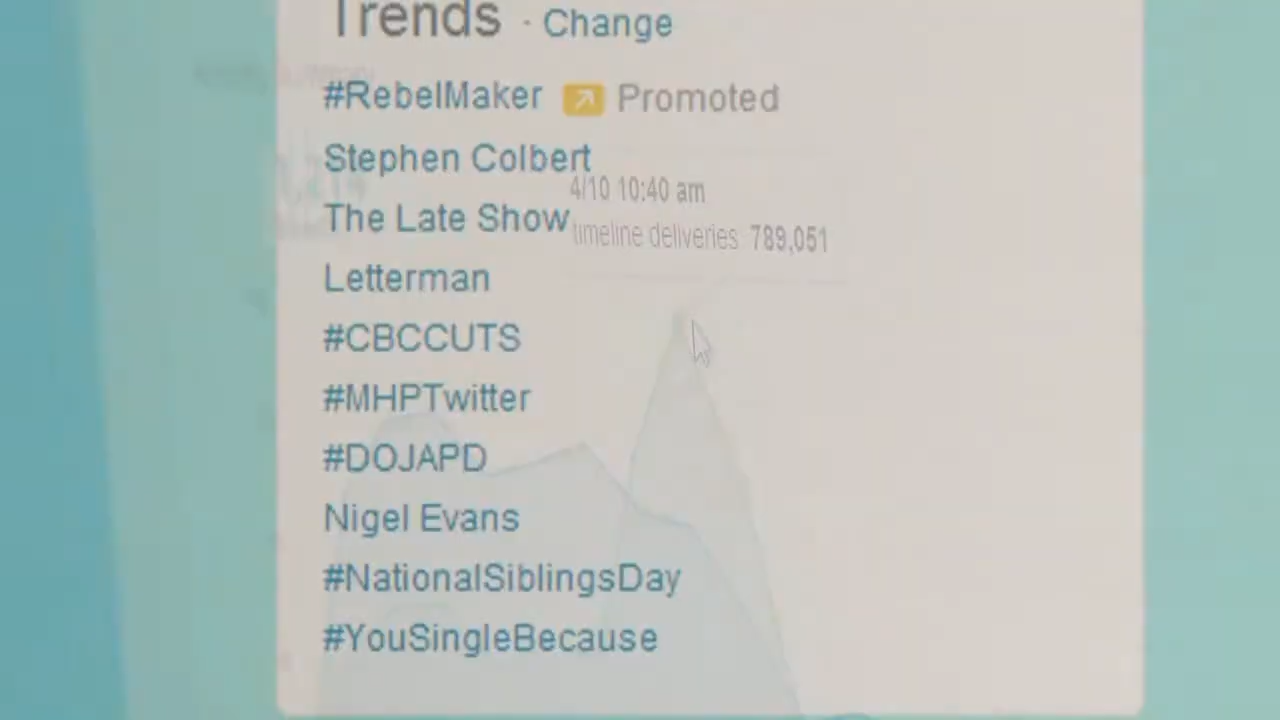 Trends · Change
#RebelMaker Promoted
Stephen Colbert
4/10 10:40 am
The Late Show
timeline deliveries 789,051
Letterman
#CBCCUTS
#MHPTwitter
#DOJAPD
Nigel Evans
#NationalSiblingsDay
#YouSingleBecause